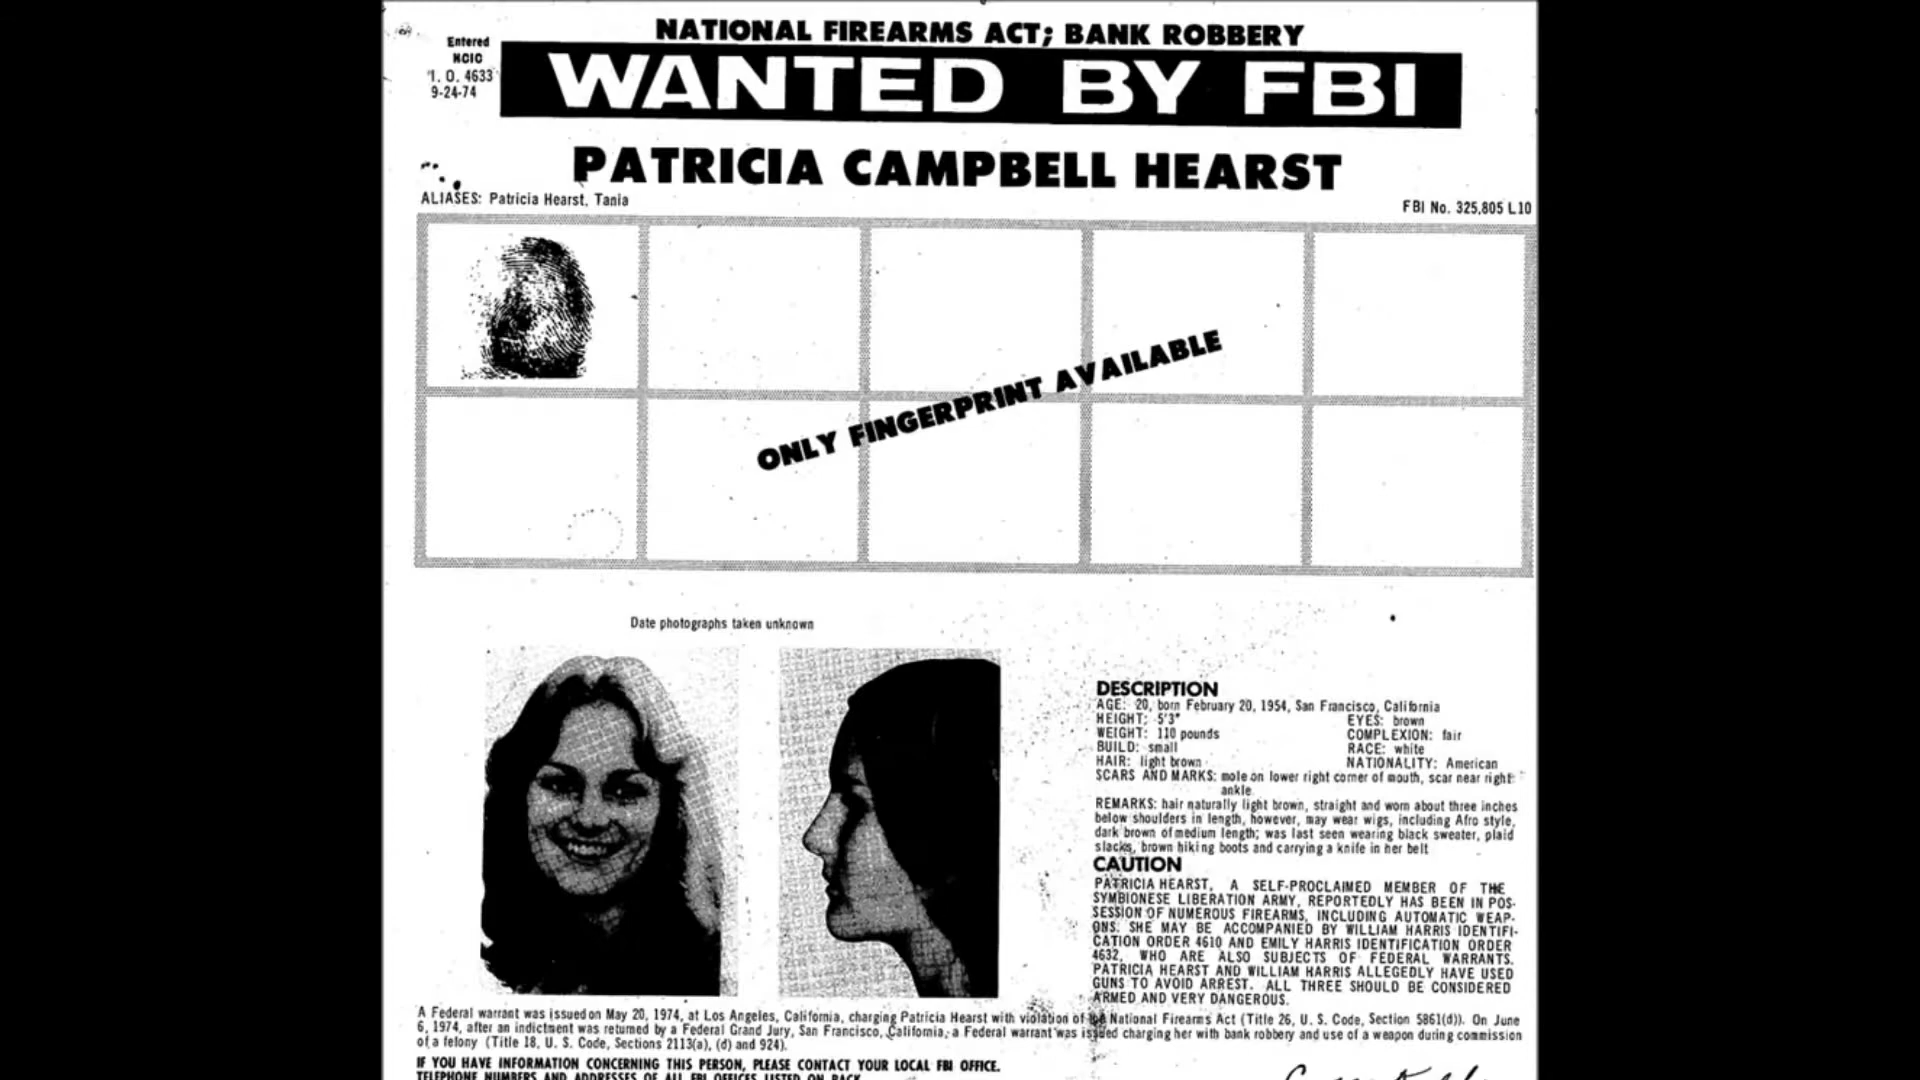 NATIONAL FIREARMS ACT; BANK ROBBERY
Entered
NCIC
I. O. 4633
9-24-74
WANTED BY FBI
PATRICIA CAMPBELL HEARST
ALIASES: Patricia Hearst, Tania
FBI No. 325,805 L10
ONLY FINGERPRINT AVAILABLE
Date photographs taken unknown
DESCRIPTION
AGE: 20, born February 20, 1954, San Francisco, California
HEIGHT: 5'3" EYES: brown
WEIGHT: 110 pounds COMPLEXION: fair
BUILD: small RACE: white
HAIR: light brown NATIONALITY: American
SCARS AND MARKS: mole on lower right corner of mouth, scar near right
ankle
REMARKS: hair naturally light brown, straight and worn about three inches
below shoulders in length, however, may wear wigs, including Afro style,
dark brown of medium length; was last seen wearing black sweater, plaid
slacks, brown hiking boots and carrying a knife in her belt
CAUTION
PATRICIA HEARST, A SELF-PROCLAIMED MEMBER OF THE
SYMBIONESE LIBERATION ARMY, REPORTEDLY HAS BEEN IN POS-
SESSION OF NUMEROUS FIREARMS, INCLUDING AUTOMATIC WEAP-
ONS. SHE MAY BE ACCOMPANIED BY WILLIAM HARRIS IDENTIFI-
CATION ORDER 4610 AND EMILY HARRIS IDENTIFICATION ORDER
4632, WHO ARE ALSO SUBJECTS OF FEDERAL WARRANTS.
PATRICIA HEARST AND WILLIAM HARRIS ALLEGEDLY HAVE USED
GUNS TO AVOID ARREST. ALL THREE SHOULD BE CONSIDERED
ARMED AND VERY DANGEROUS.
A Federal warrant was issued on May 20, 1974, at Los Angeles, California, charging Patricia Hearst with violation of the National Firearms Act (Title 26, U. S. Code, Section 5861(d)). On June
6, 1974, after an indictment was returned by a Federal Grand Jury, San Francisco, California, a Federal warrant was issued charging her with bank robbery and use of a weapon during commission
of a felony (Title 18, U. S. Code, Sections 2113(a), (d) and 924).
IF YOU HAVE INFORMATION CONCERNING THIS PERSON, PLEASE CONTACT YOUR LOCAL FBI OFFICE.
TELEPHONE NUMBERS AND ADDRESSES OF ALL FBI OFFICES LISTED ON BACK.